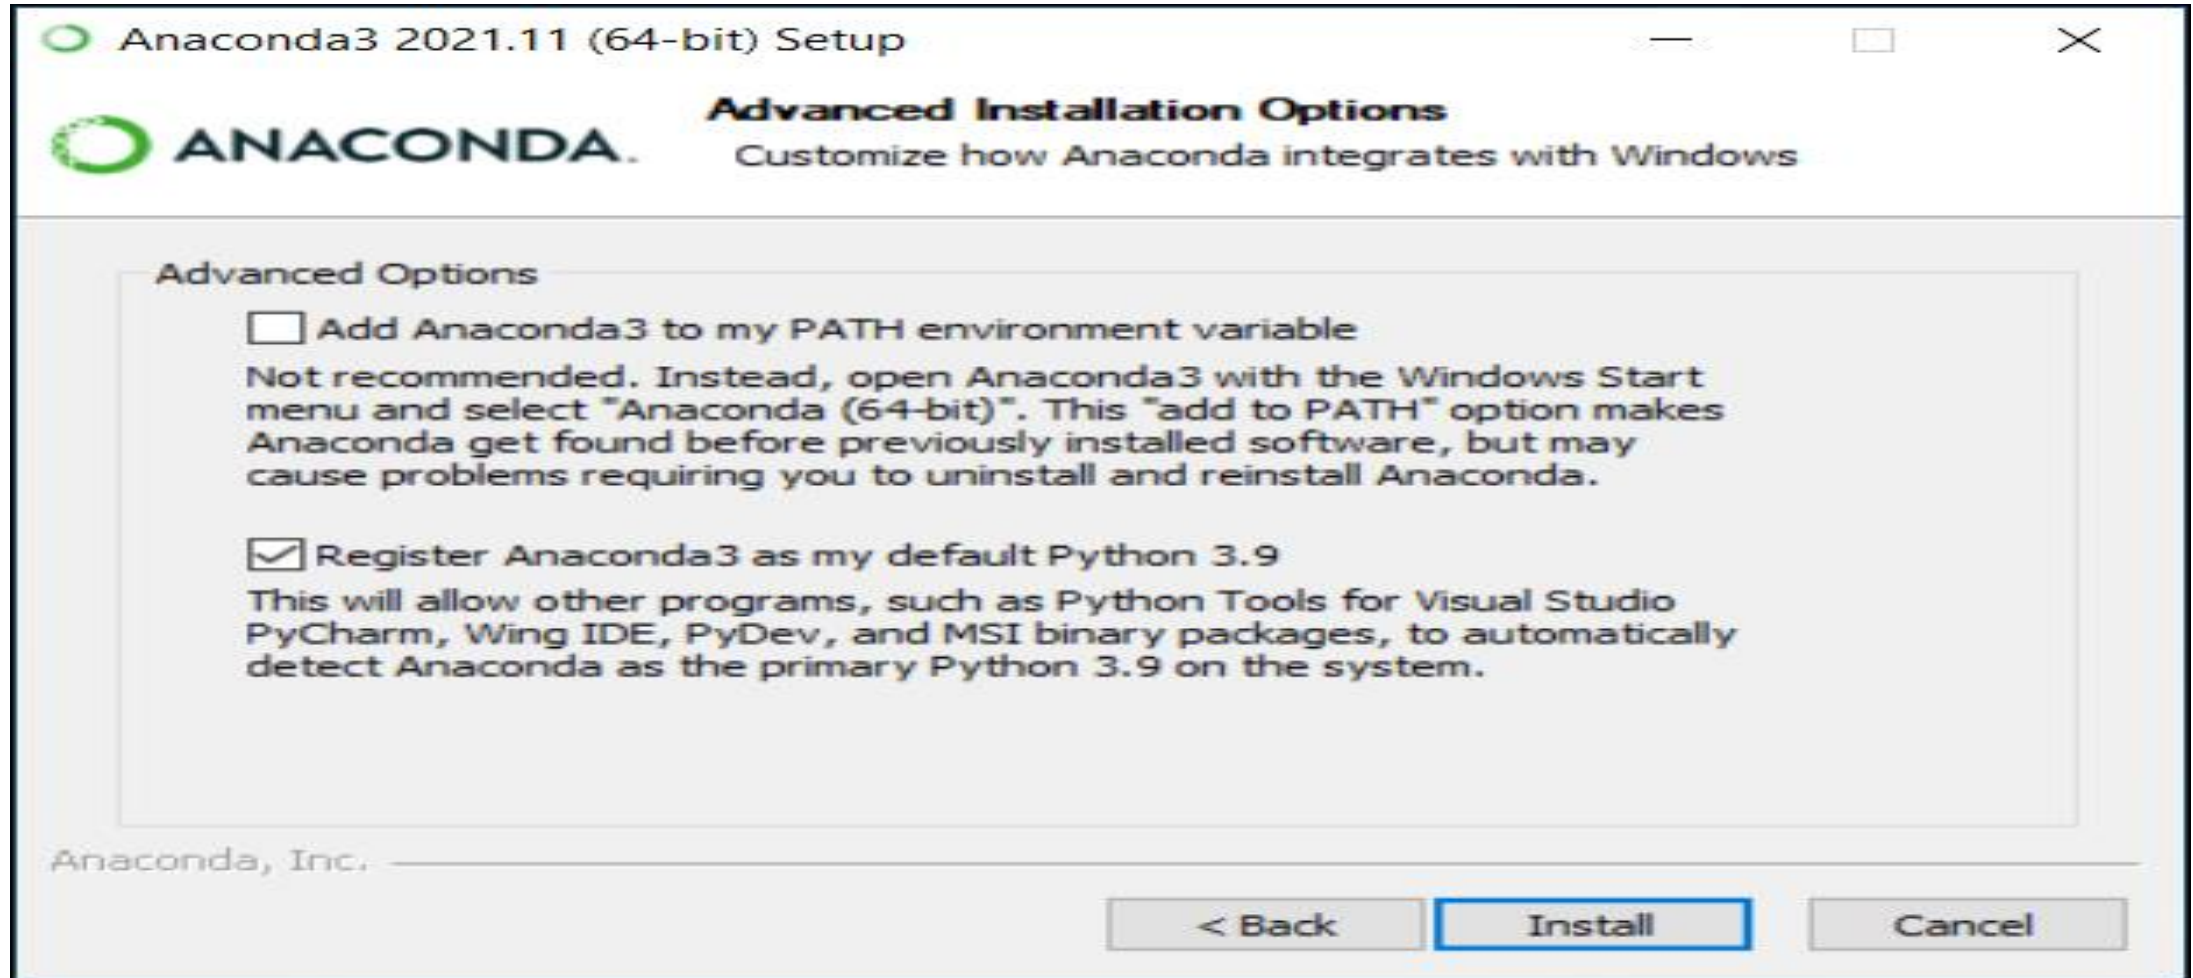 Anaconda3 2021.11 (64-bit) Setup
ANANCONDA.
Advanced Installation Options
Customize how Anaconda integrates with Windows
Advanced Options
Add Anaconda3 to my PATH environment variable
Not recommended. Instead, open Anaconda3 with the Windows Start
menu and select "Anaconda (64-bit)". This "add to PATH" option makes
Anaconda get found before previously installed software, but may
cause problems requiring you to uninstall and reinstall Anaconda.
Register Anaconda3 as my default Python 3.9
This will allow other programs, such as Python Tools for Visual Studio
PyCharm, Wing IDE, PyDev, and MSI binary packages, to automatically
detect Anaconda as the primary Python 3.9 on the system.
Anaconda, Inc.
< Back
Install
Cancel